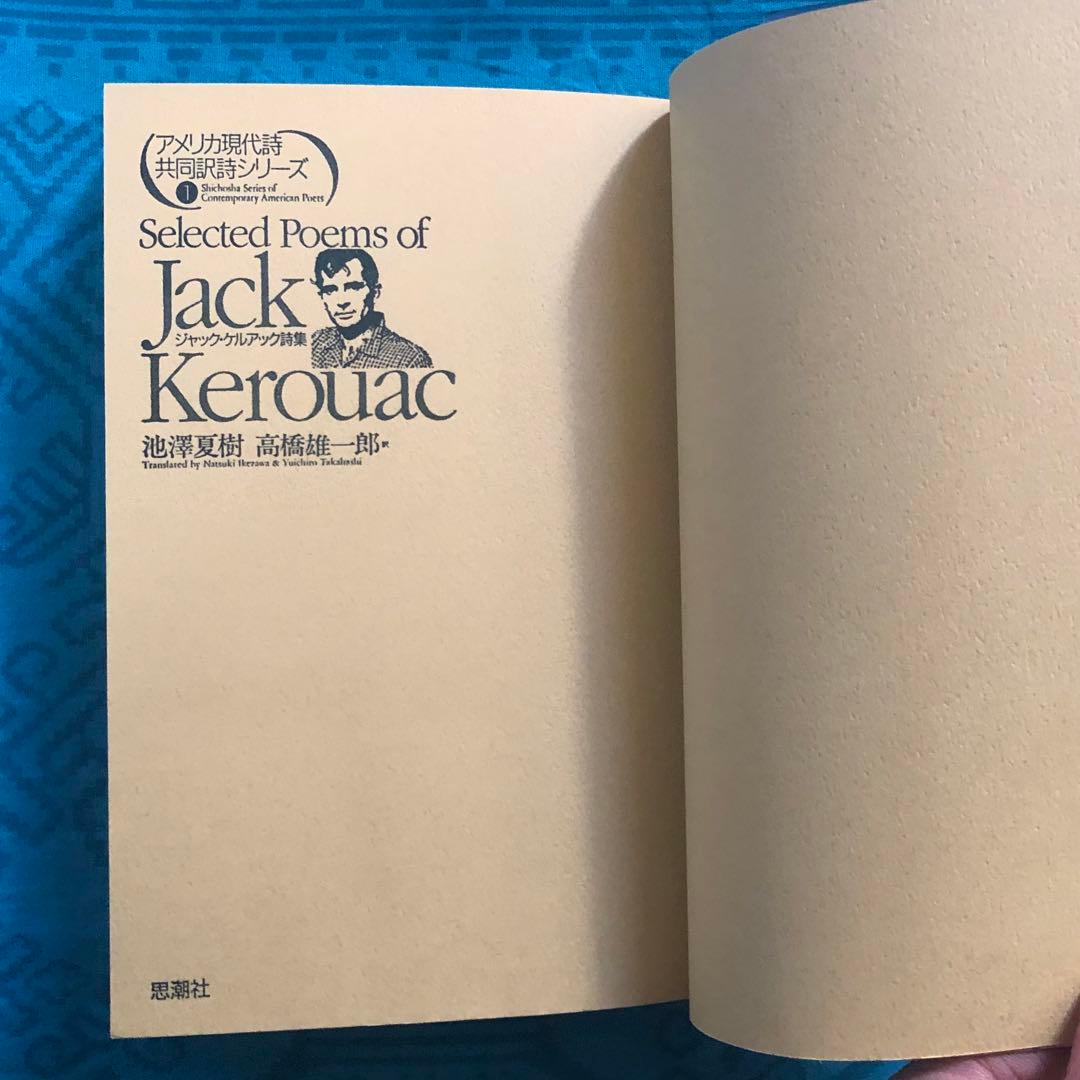 アメリカ現代詩
共同訳詩シリーズ
1 Shichosha Series of
Contemporary American Poets
Selected Poems of
Jack
ジャック・ケルアック詩集
Kerouac
池澤夏樹 高橋雄一郎 訳
Translated by Natsuki Ikezawa & Yuichiro Takahashi
思潮社